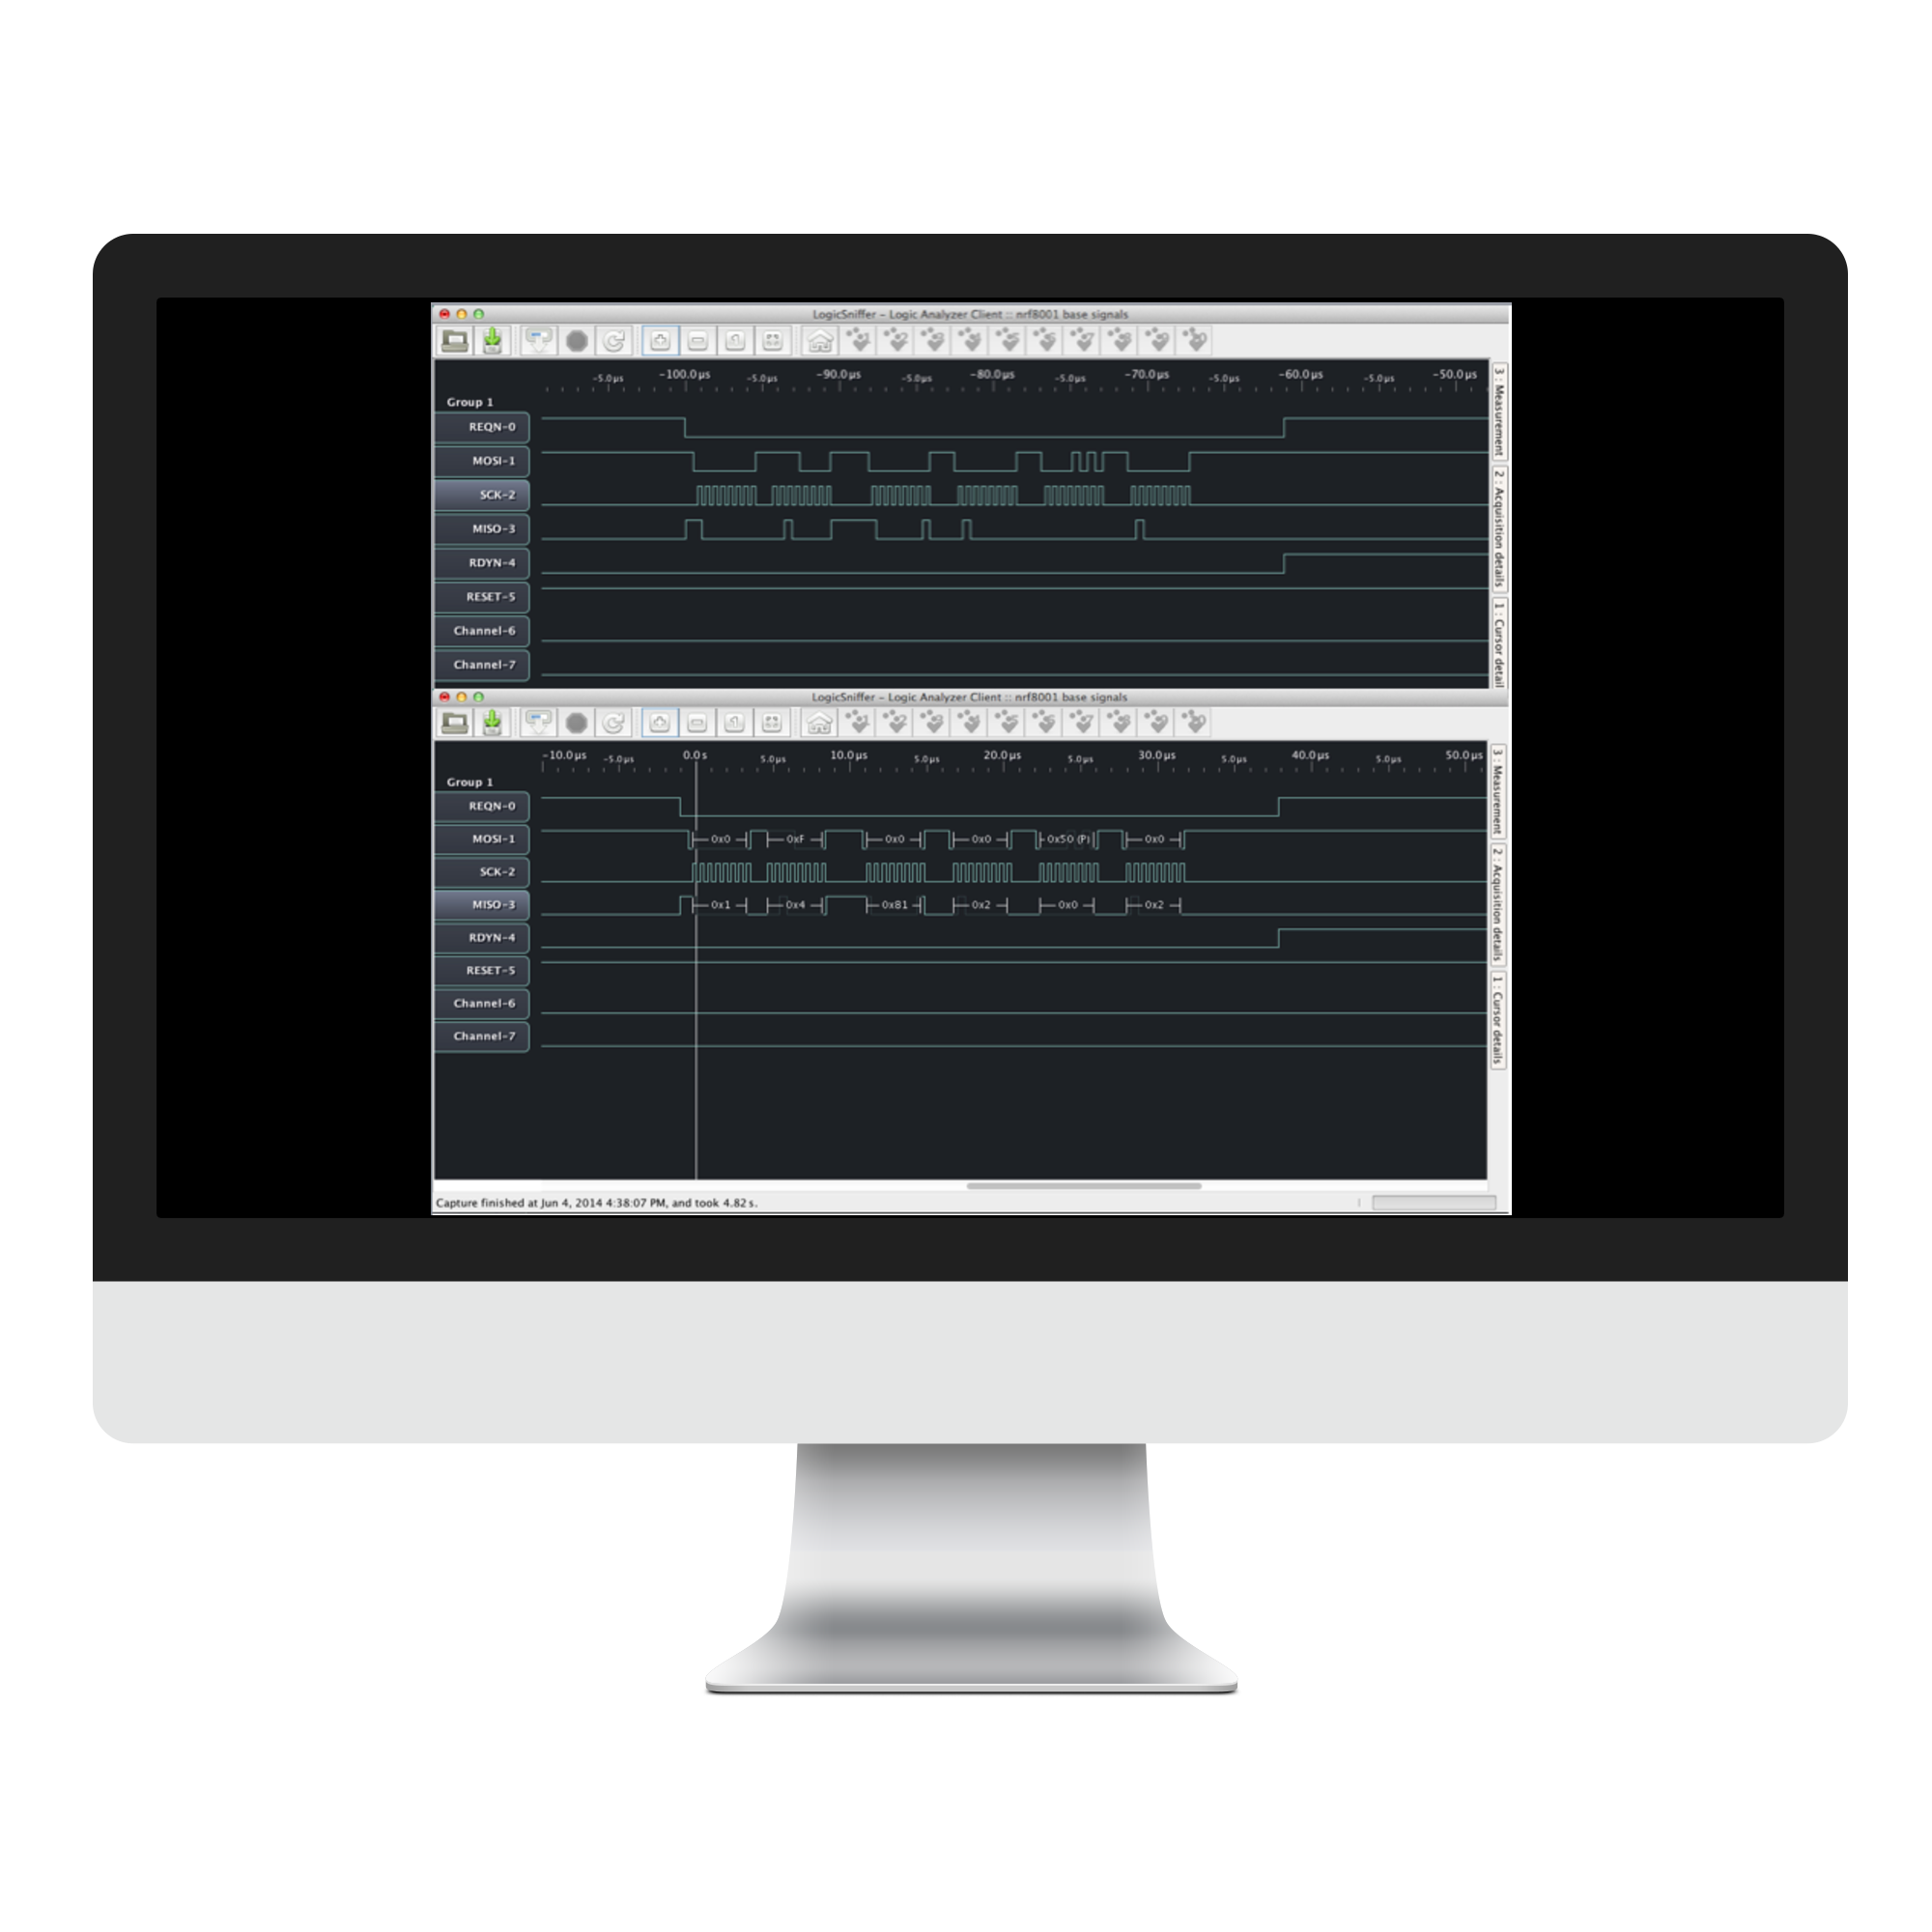 LogicSniffer - Logic Analyzer Client :: nrf8001 base signals
-5.0µs -100.0µs -5.0µs -90.0µs -5.0µs -80.0µs -5.0µs -70.0µs -5.0µs -60.0µs -5.0µs -50.0µs
Group 1
REQN-0
MOSI-1
SCK-2
MISO-3
RDYN-4
RESET-5
Channel-6
Channel-7
3 : Measurement
2 : Acquisition details
1 : Cursor detail
LogicSniffer - Logic Analyzer Client :: nrf8001 base signals
-10.0µs -5.0µs 0.0s 5.0µs 10.0µs 5.0µs 20.0µs 5.0µs 30.0µs 5.0µs 40.0µs 5.0µs 50.0µs
Group 1
REQN-0
MOSI-1 0x0 0xF 0x0 0x0 0x50 (P) 0x0
SCK-2
MISO-3 0x1 0x4 0x81 0x2 0x0 0x2
RDYN-4
RESET-5
Channel-6
Channel-7
3 : Measurement
2 : Acquisition details
1 : Cursor details
Capture finished at Jun 4, 2014 4:38:07 PM, and took 4.82s.